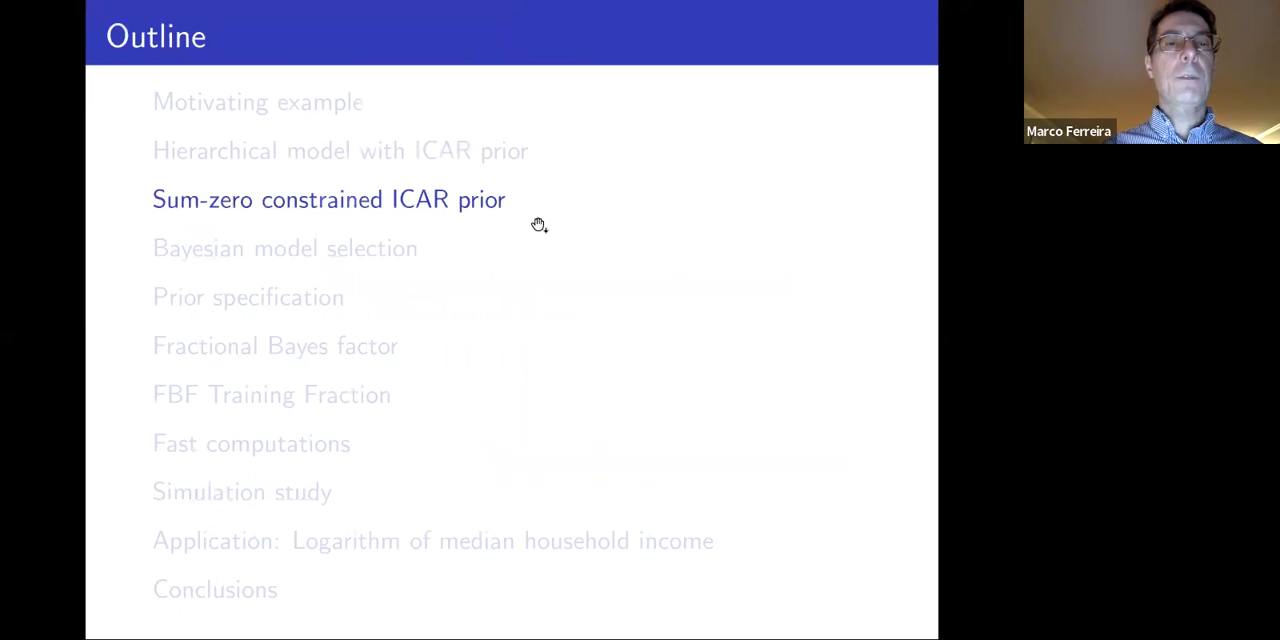 Outline
Motivating example
Hierarchical model with ICAR prior
Sum-zero constrained ICAR prior
Bayesian model selection
Prior specification
Fractional Bayes factor
FBF Training Fraction
Fast computations
Simulation study
Application: Logarithm of median household income
Conclusions
Marco Ferreira